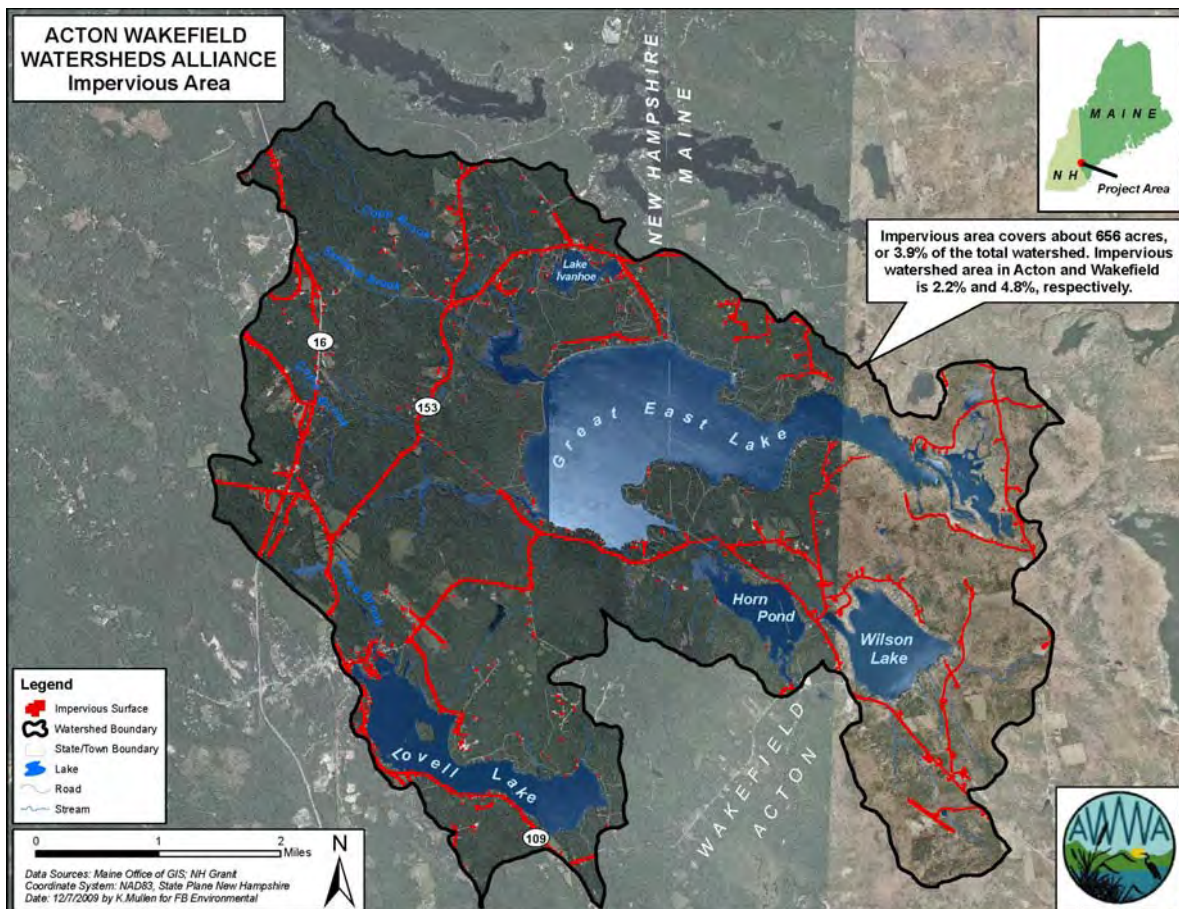 ACTON WAKEFIELD
WATERSHEDS ALLIANCE
Impervious Area
NEW HAMPSHIRE
MAINE
MAINE
NH
Project Area
Impervious area covers about 656 acres,
or 3.9% of the total watershed. Impervious
watershed area in Acton and Wakefield
is 2.2% and 4.8%, respectively.
Copp Brook
Brook
Lake
Ivanhoe
16
153
Great East Lake
Brook
Brook
Horn
Pond
Wilson
Lake
Lovell Lake
109
WAKEFIELD
ACTON
Legend
Impervious Surface
Watershed Boundary
State/Town Boundary
Lake
Road
Stream
0 1 2
Miles
N
Data Sources: Maine Office of GIS; NH Granit
Coordinate System: NAD83, State Plane New Hampshire
Date: 12/7/2009 by K.Mullen for FB Environmental
AWWA